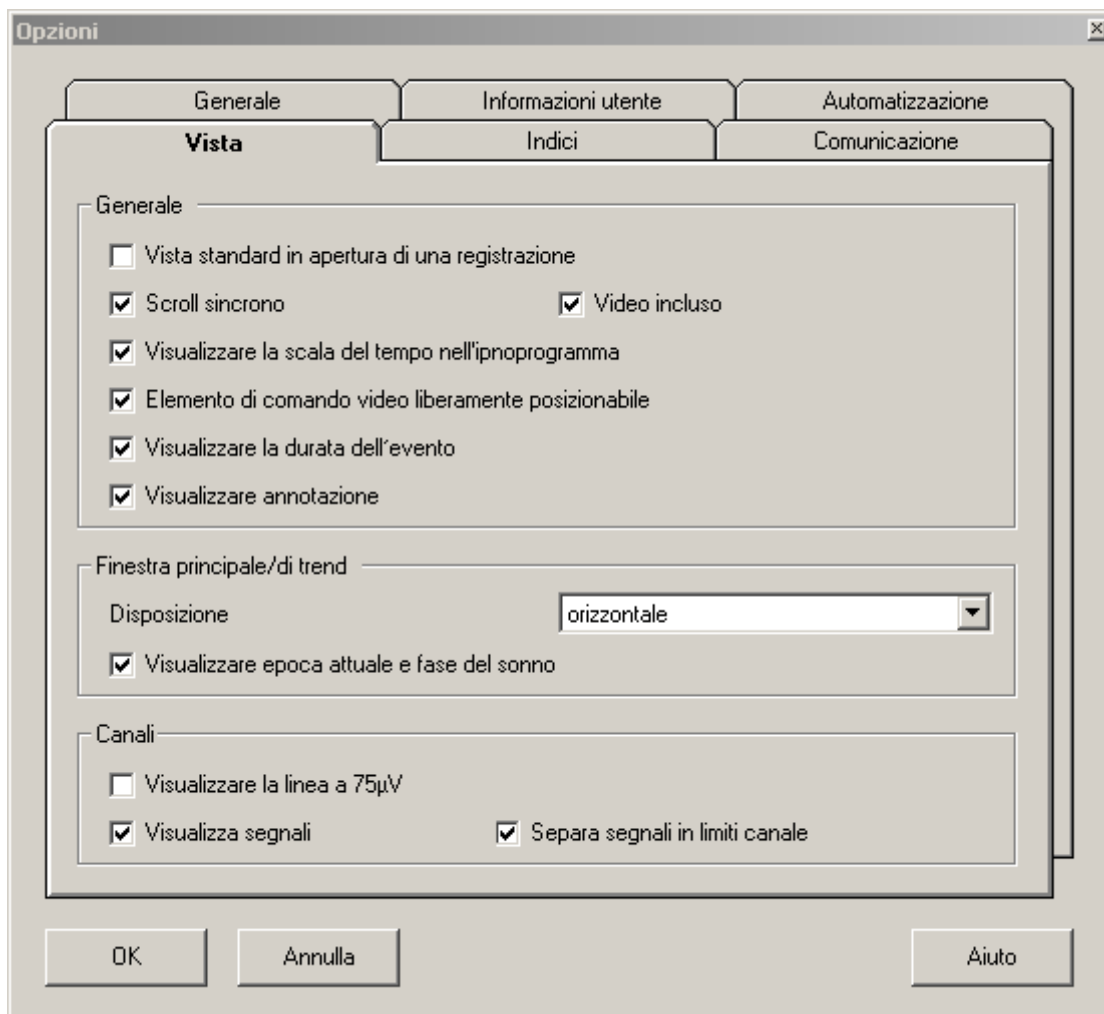 Opzioni
Generale Informazioni utente Automatizzazione
Vista Indici Comunicazione
Generale
Vista standard in apertura di una registrazione
Scroll sincrono Video incluso
Visualizzare la scala del tempo nell'ipnoprogramma
Elemento di comando video liberamente posizionabile
Visualizzare la durata dell´evento
Visualizzare annotazione
Finestra principale/di trend
Disposizione orizzontale
Visualizzare epoca attuale e fase del sonno
Canali
Visualizzare la linea a 75µV
Visualizza segnali Separa segnali in limiti canale
OK Annulla Aiuto